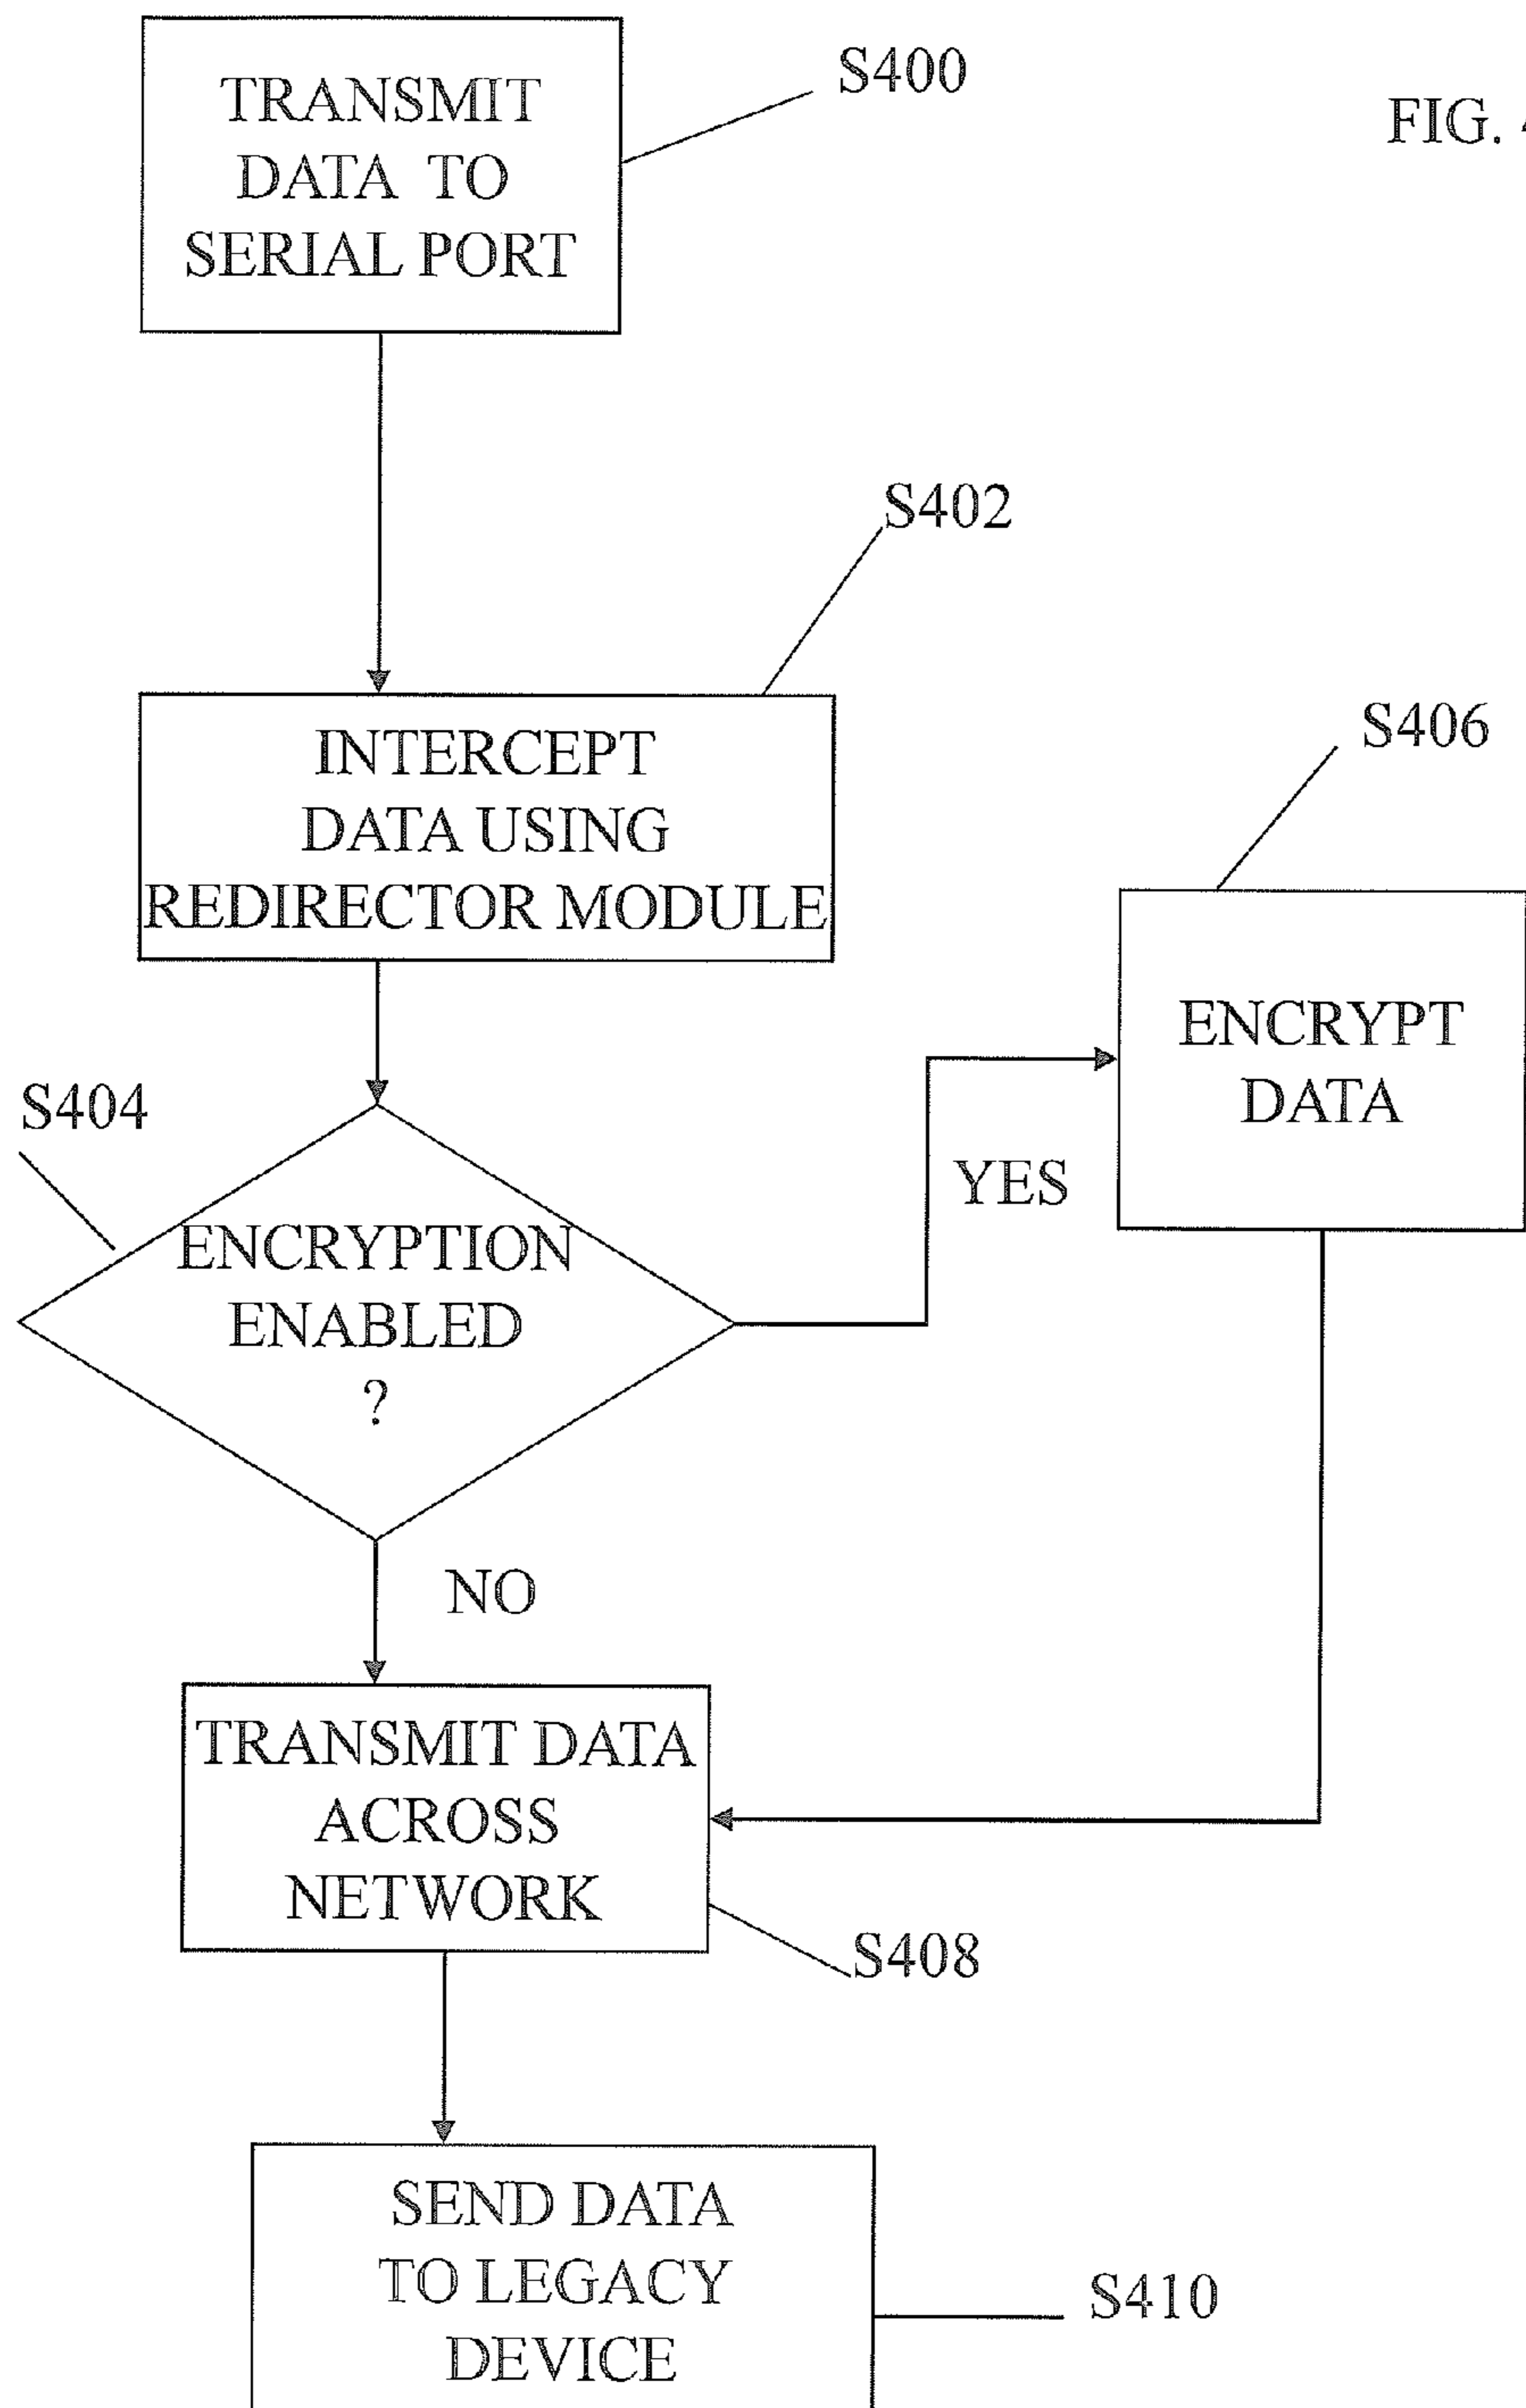 TRANSMIT
DATA TO
SERIAL PORT
S400
FIG. 4
S402
INTERCEPT
DATA USING
REDIRECTOR MODULE
S406
ENCRYPT
DATA
S404
ENCRYPTION
ENABLED
?
YES
NO
TRANSMIT DATA
ACROSS
NETWORK
S408
SEND DATA
TO LEGACY
DEVICE
S410